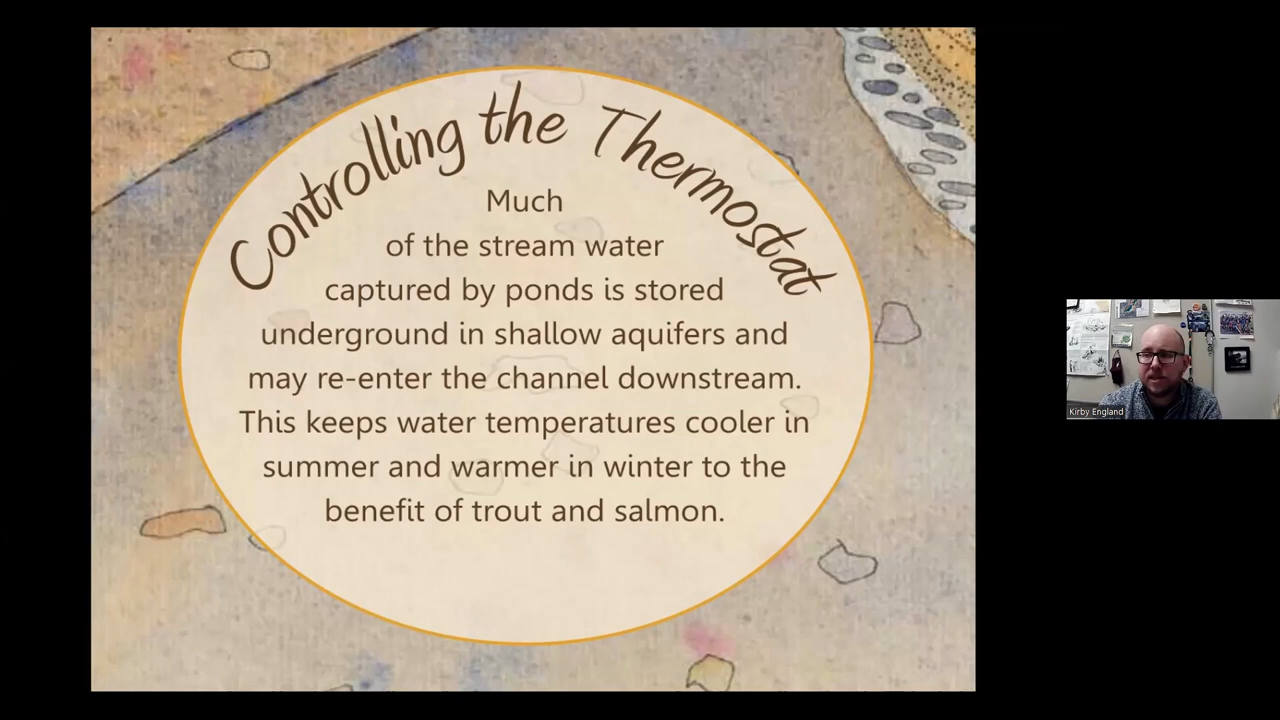 Controlling the Thermostat
Much
of the stream water
captured by ponds is stored
underground in shallow aquifers and
may re-enter the channel downstream.
This keeps water temperatures cooler in
summer and warmer in winter to the
benefit of trout and salmon.
Kirby England